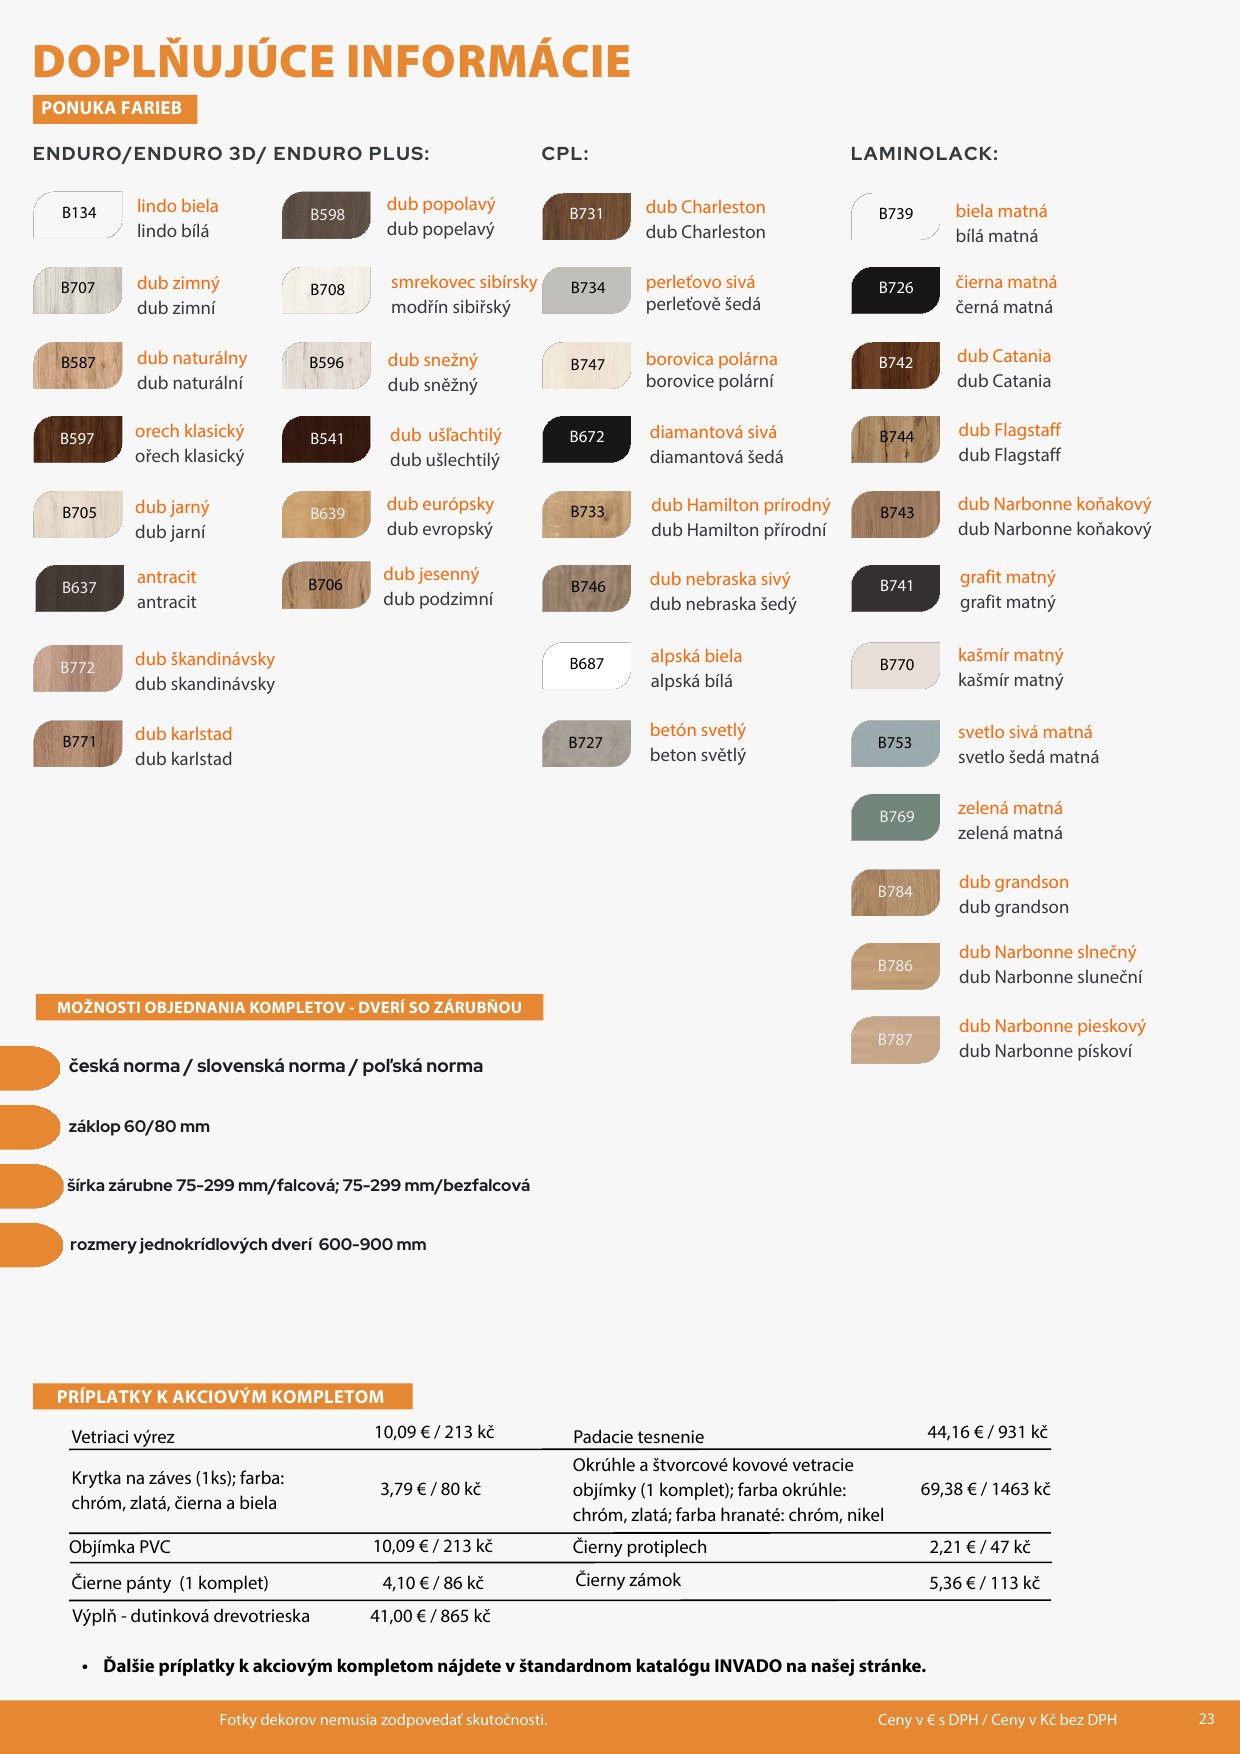 DOPLŇUJÚCE INFORMÁCIE
PONUKA FARIEB
ENDURO/ENDURO 3D/ ENDURO PLUS:
B134
lindo biela
lindo bílá
B707
dub zimný
dub zimní
B587
dub naturálny
dub naturální
B597
orech klasický
ořech klasický
B705
dub jarný
dub jarní
B637
antracit
antracit
B772
dub škandinávsky
dub skandinávsky
B771
dub karlstad
dub karlstad
B598
dub popolavý
dub popelavý
B708
smrekovec sibírsky
modřín sibiřský
B596
dub snežný
dub sněžný
B541
dub ušľachtilý
dub ušlechtilý
B639
dub európsky
dub evropský
B706
dub jesenný
dub podzimní
CPL:
B731
dub Charleston
dub Charleston
B734
perleťovo sivá
perleťově šedá
B747
borovica polárna
borovice polární
B672
diamantová sivá
diamantová šedá
B733
dub Hamilton prírodný
dub Hamilton přírodní
B746
dub nebraska sivý
dub nebraska šedý
B687
alpská biela
alpská bílá
B727
betón svetlý
beton světlý
LAMINOLACK:
B739
biela matná
bílá matná
B726
čierna matná
černá matná
B742
dub Catania
dub Catania
B744
dub Flagstaff
dub Flagstaff
B743
dub Narbonne koňakový
dub Narbonne koňakový
B741
grafit matný
grafit matný
B770
kašmír matný
kašmír matný
B753
svetlo sivá matná
svetlo šedá matná
B769
zelená matná
zelená matná
B784
dub grandson
dub grandson
B786
dub Narbonne slnečný
dub Narbonne sluneční
B787
dub Narbonne pieskový
dub Narbonne pískoví
MOŽNOSTI OBJEDNANIA KOMPLETOV - DVERÍ SO ZÁRUBŇOU
česká norma / slovenská norma / poľská norma
záklop 60/80 mm
šírka zárubne 75-299 mm/falcová; 75-299 mm/bezfalcová
rozmery jednokrídlových dverí 600-900 mm
PRÍPLATKY K AKCIOVÝM KOMPLETOM
Vetriaci výrez 10,09 € / 213 kč Padacie tesnenie 44,16 € / 931 kč
Krytka na záves (1ks); farba:
chróm, zlatá, čierna a biela
3,79 € / 80 kč
Okrúhle a štvorcové kovové vetracie
objímky (1 komplet); farba okrúhle:
chróm, zlatá; farba hranaté: chróm, nikel
69,38 € / 1463 kč
Objímka PVC 10,09 € / 213 kč Čierny protiplech 2,21 € / 47 kč
Čierne pánty (1 komplet) 4,10 € / 86 kč Čierny zámok 5,36 € / 113 kč
Výplň - dutinková drevotrieska 41,00 € / 865 kč
• Ďalšie príplatky k akciovým kompletom nájdete v štandardnom katalógu INVADO na našej stránke.
Fotky dekorov nemusia zodpovedať skutočnosti. Ceny v € s DPH / Ceny v Kč bez DPH 23